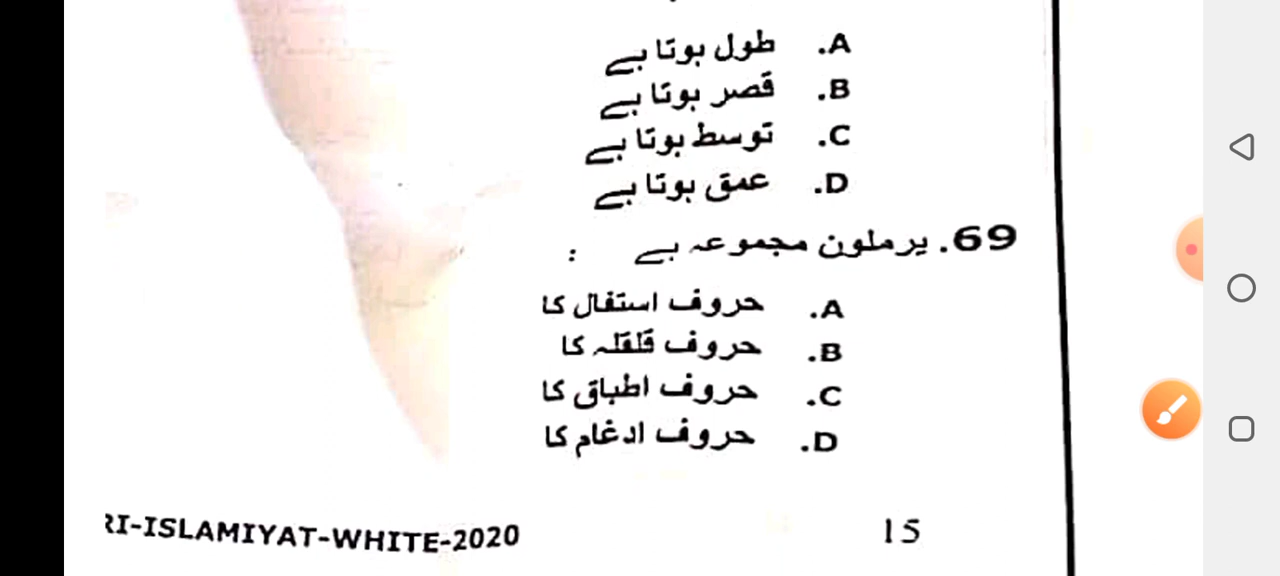 A. طول ہوتا ہے
B. قصر ہوتا ہے
C. توسط ہوتا ہے
D. عمق ہوتا ہے
69. یرملون مجموعہ ہے :
A. حروف استفال کا
B. حروف قلقلہ کا
C. حروف اطباق کا
D. حروف ادغام کا
RI-ISLAMIYAT-WHITE-2020 15